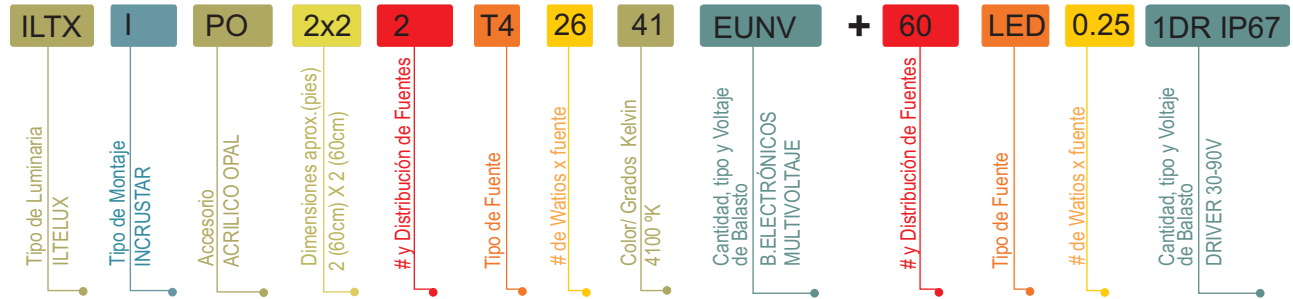 ILTX I PO 2x2 2 T4 26 41 EUNV + 60 LED 0.25 1DR IP67
Tipo de Luminaria
ILTELUX
Tipo de Montaje
INCRUSTAR
Accesorio
ACRILICO OPAL
Dimensiones aprox.(pies)
2 (60cm) X 2 (60cm)
# y Distribución de Fuentes
Tipo de Fuente
# de Watios x fuente
Color/ Grados Kelvin
4100 ºK
Cantidad, tipo y Voltaje
de Balasto
B.ELECTRÓNICOS
MULTIVOLTAJE
# y Distribución de Fuentes
Tipo de Fuente
# de Watios x fuente
Cantidad, tipo y Voltaje
de Balasto
DRIVER 30-90V